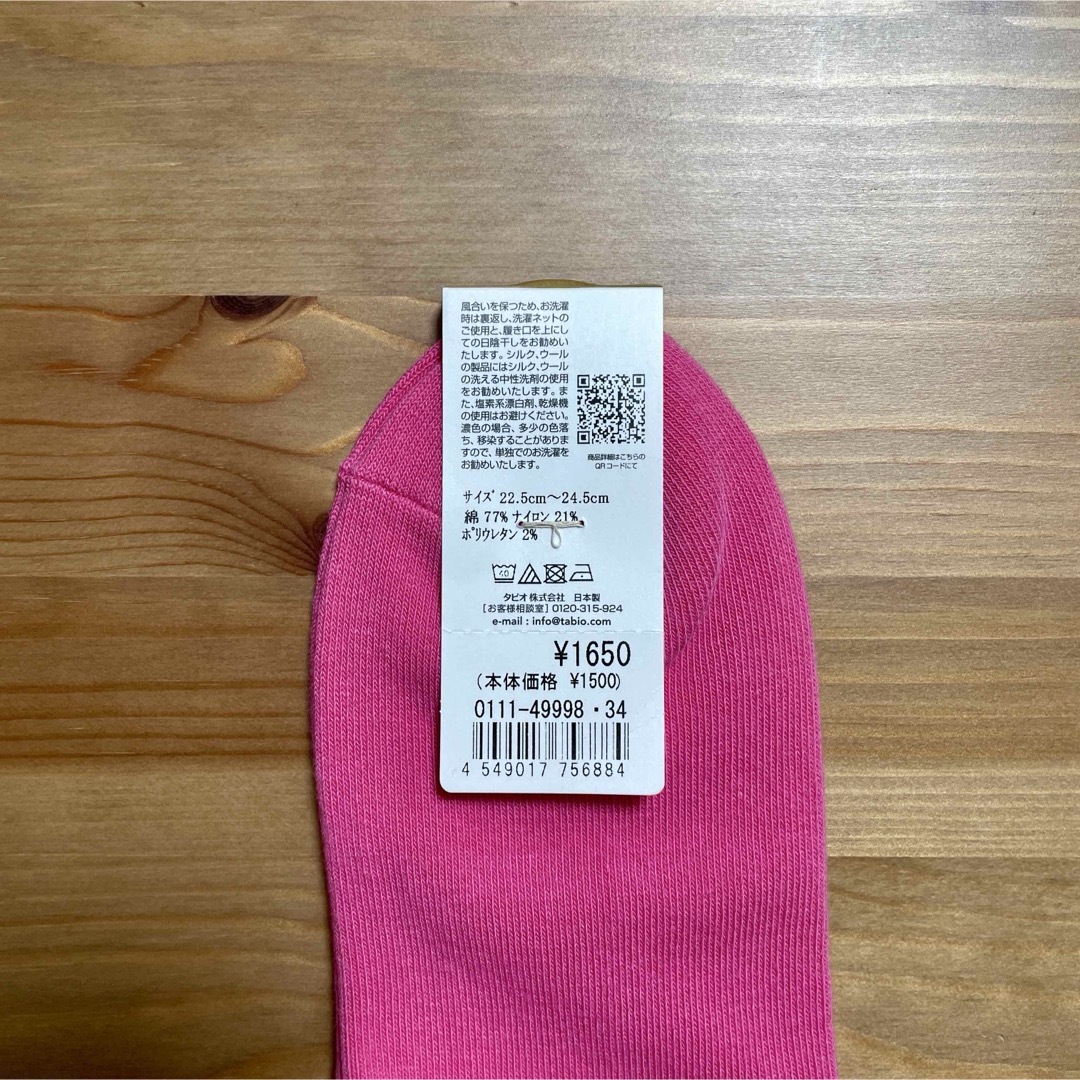 風合いを保つため、お洗濯
時は裏返し、洗濯ネットの
ご使用と、履き口を上にし
ての日陰干しをお勧めい
たします。シルク、ウール
の製品にはシルク、ウール
の洗える中性洗剤の使用
をお勧めいたします。ま
た、塩素系漂白剤、乾燥機
の使用はお避けください。
濃色の場合、多少の色落
ち、移染することがありま
すので、単独でのお洗濯を
お勧めいたします。
商品詳細はこちらの
QRコードにて
サイズ 22.5cm〜24.5cm
綿 77% ナイロン 21%
ポリウレタン 2%
40
タビオ株式会社 日本製
[お客様相談室] 0120-315-924
e-mail : info@tabio.com
¥1650
(本体価格 ¥1500)
0111-49998・34
4 549017 756884